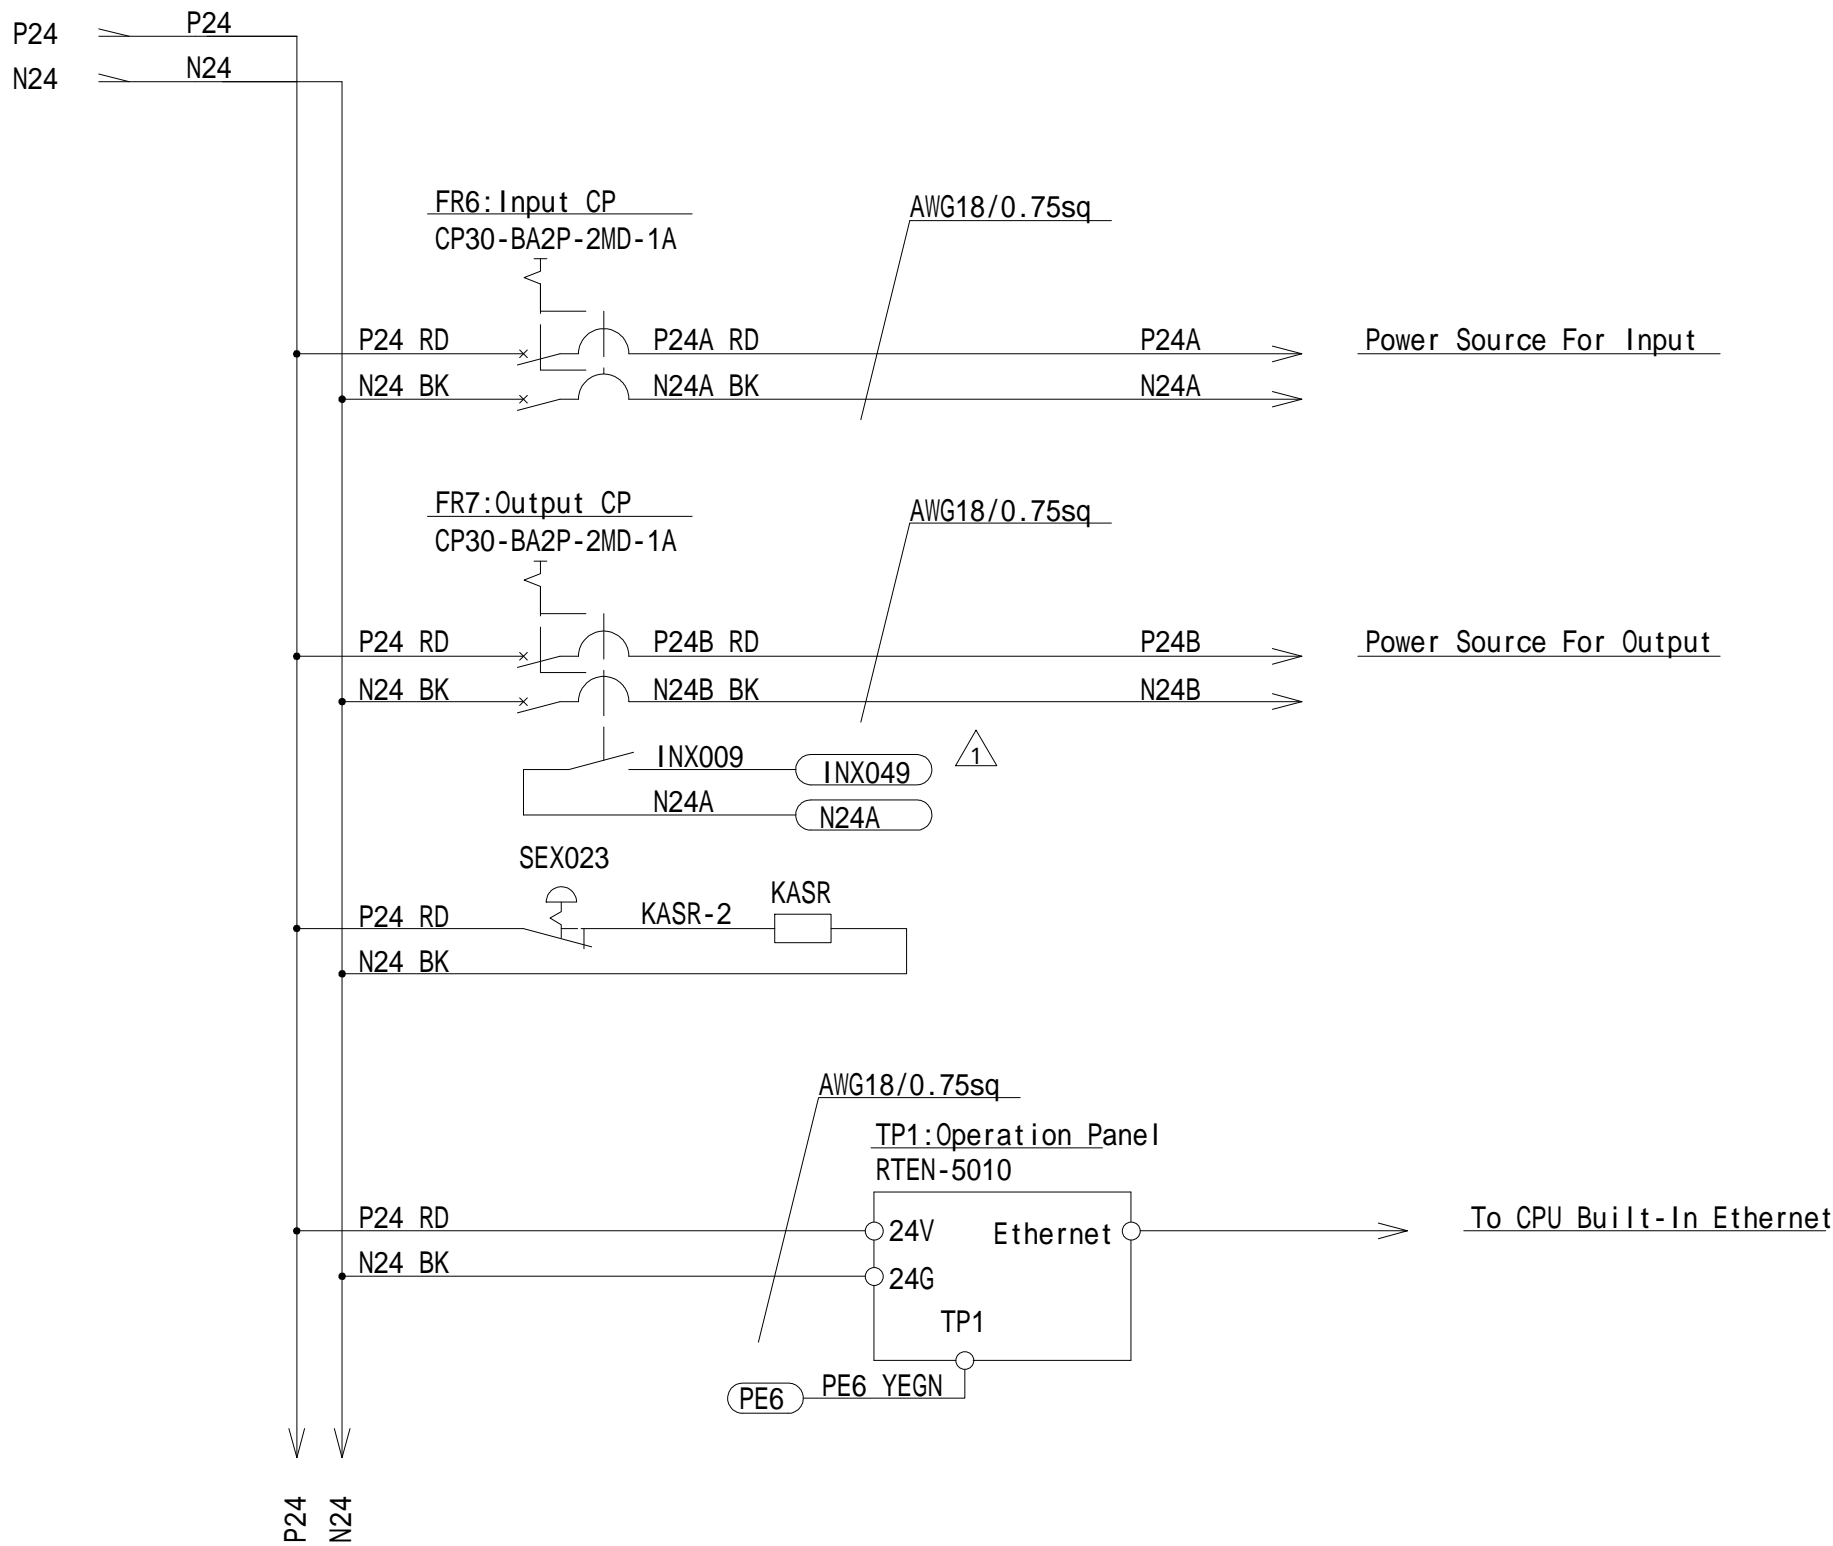 P24 P24
N24 N24
FR6:Input CP
CP30-BA2P-2MD-1A
AWG18/0.75sq
P24 RD P24A RD P24A Power Source For Input
N24 BK N24A BK N24A
FR7:Output CP
CP30-BA2P-2MD-1A
AWG18/0.75sq
P24 RD P24B RD P24B Power Source For Output
N24 BK N24B BK N24B
INX009 INX049 1
N24A N24A
SEX023
P24 RD KASR-2 KASR
N24 BK
AWG18/0.75sq
TP1:Operation Panel
RTEN-5010
P24 RD 24V Ethernet To CPU Built-In Ethernet
N24 BK 24G
TP1
PE6 PE6 YEGN
P24
N24